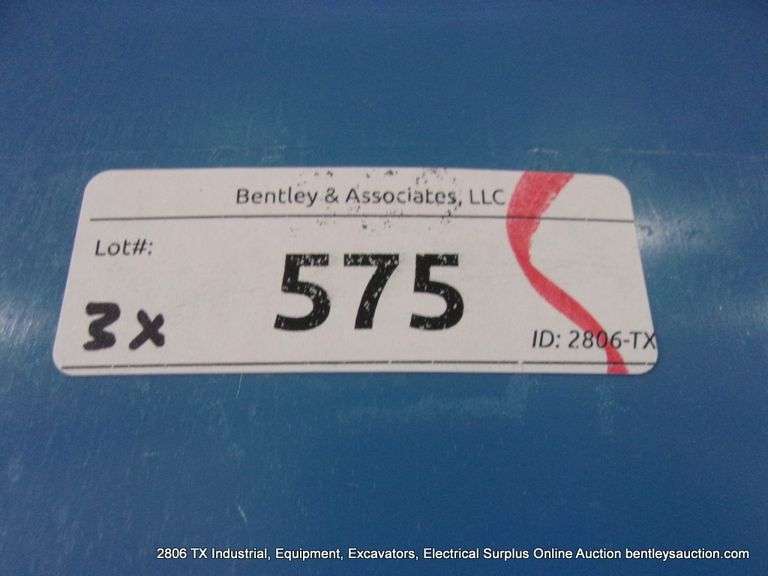 Bentley & Associates, LLC
Lot#:
575
3x
ID: 2806-TX
2806 TX Industrial, Equipment, Excavators, Electrical Surplus Online Auction bentleysauction.com